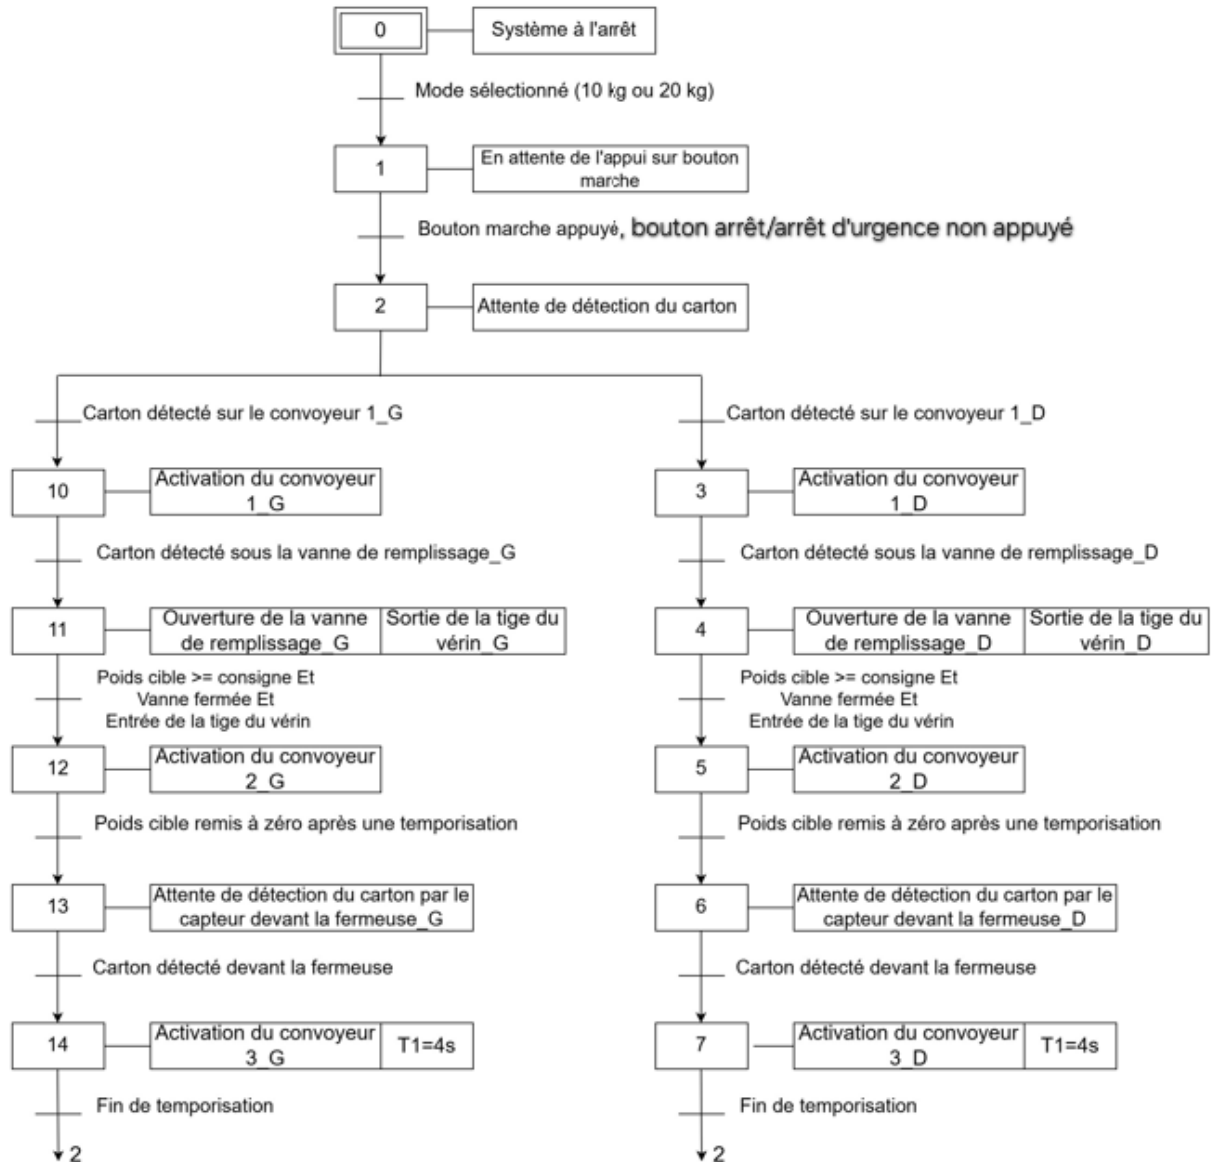 0
Système à l'arrêt
Mode sélectionné (10 kg ou 20 kg)
1
En attente de l'appui sur bouton
marche
Bouton marche appuyé, bouton arrêt/arrêt d'urgence non appuyé
2
Attente de détection du carton
Carton détecté sur le convoyeur 1_G
Carton détecté sur le convoyeur 1_D
10
Activation du convoyeur
1_G
3
Activation du convoyeur
1_D
Carton détecté sous la vanne de remplissage_G
Carton détecté sous la vanne de remplissage_D
11
Ouverture de la vanne
de remplissage_G
Sortie de la tige du
vérin_G
4
Ouverture de la vanne
de remplissage_D
Sortie de la tige du
vérin_D
Poids cible >= consigne Et
Vanne fermée Et
Entrée de la tige du vérin
Poids cible >= consigne Et
Vanne fermée Et
Entrée de la tige du vérin
12
Activation du convoyeur
2_G
5
Activation du convoyeur
2_D
Poids cible remis à zéro après une temporisation
Poids cible remis à zéro après une temporisation
13
Attente de détection du carton par le
capteur devant la fermeuse_G
6
Attente de détection du carton par le
capteur devant la fermeuse_D
Carton détecté devant la fermeuse
Carton détecté devant la fermeuse
14
Activation du convoyeur
3_G
T1=4s
7
Activation du convoyeur
3_D
T1=4s
Fin de temporisation
Fin de temporisation
2
2